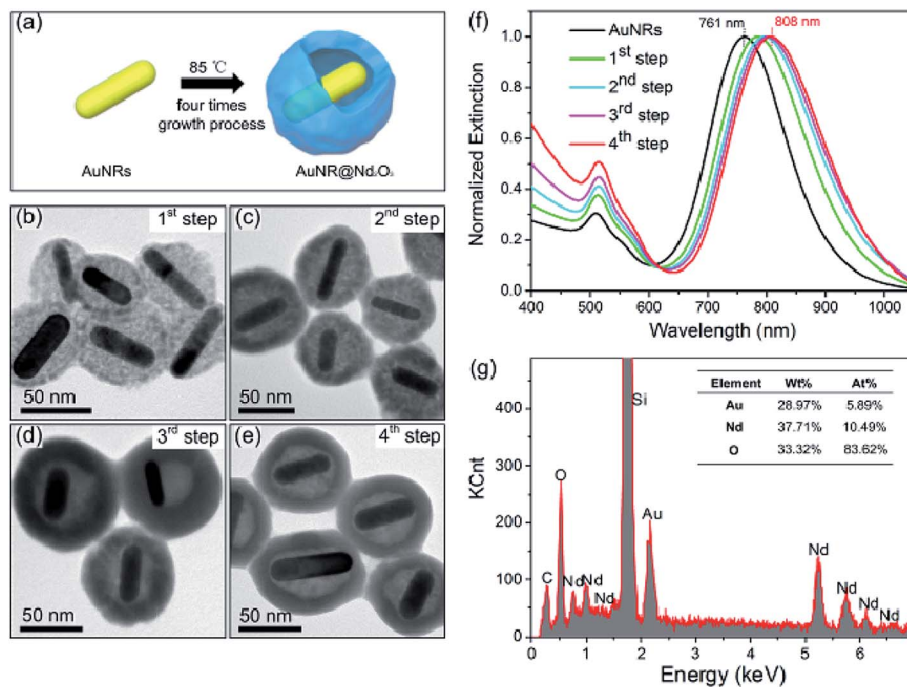 (a)
85 ℃
four times
growth process
AuNRs
AuNR@Nd₂O₃
(b)
1st step
50 nm
(c)
2nd step
50 nm
(d)
3rd step
50 nm
(e)
4th step
50 nm
(f)
761 nm
808 nm
AuNRs
1st step
2nd step
3rd step
4th step
Normalized Extinction
1.0
0.8
0.6
0.4
0.2
0.0
400 500 600 700 800 900 1000
Wavelength (nm)
(g)
Element Wt% At%
Au 28.97% 5.89%
Nd 37.71% 10.49%
O 33.32% 83.62%
KCnt
400
300
200
100
0
C
O
Nd
Nd
Nd
Si
Au
Nd
Nd
Nd
Nd
0 1 2 3 4 5 6
Energy (keV)